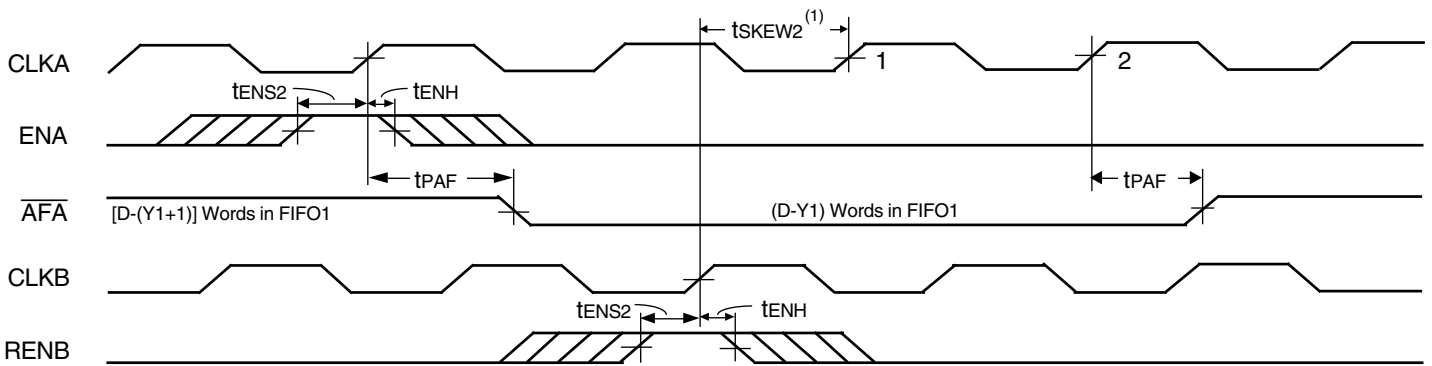 tSKEW2 (1)
CLKA
1
2
tENS2
tENH
ENA
tPAF
tPAF
AFA
[D-(Y1+1)] Words in FIFO1
(D-Y1) Words in FIFO1
CLKB
tENS2
tENH
RENB